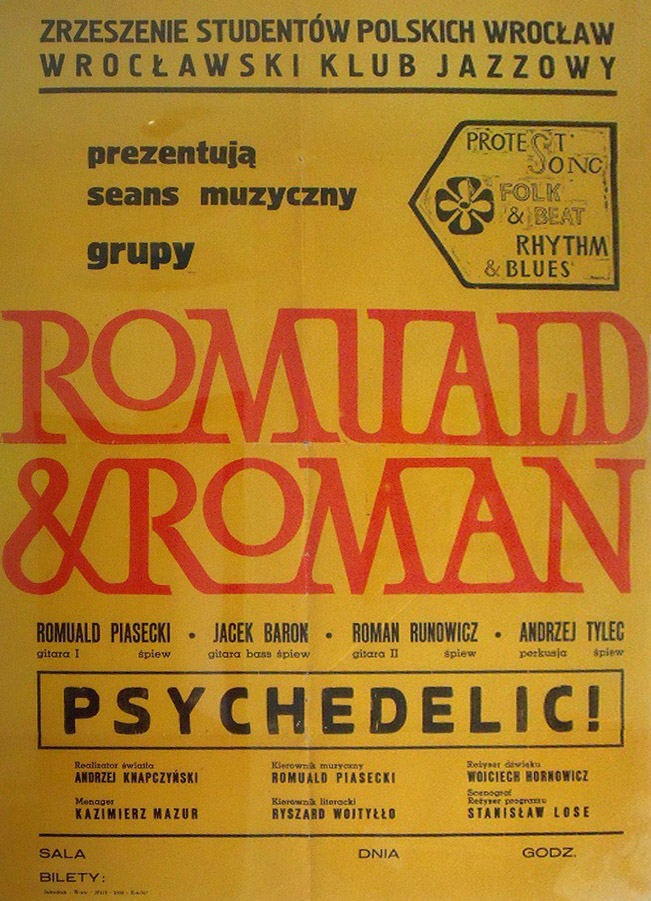 ZRZESZENIE STUDENTÓW POLSKICH WROCŁAW
WROCŁAWSKI KLUB JAZZOWY
prezentują
seans muzyczny
grupy
PROTEST
SONG
FOLK
& BEAT
RHYTHM
& BLUES
ROMUALD
&ROMAN
ROMUALD PIASECKI • JACEK BARON • ROMAN RUNOWICZ • ANDRZEJ TYLEC
gitara I śpiew gitara bass śpiew gitara II śpiew perkusja śpiew
PSYCHEDELIC!
Realizator światła
ANDRZEJ KNAPCZYŃSKI
Menager
KAZIMIERZ MAZUR
Kierownik muzyczny
ROMUALD PIASECKI
Kierownik literacki
RYSZARD WOJTYŁŁO
Reżyser dźwięku
WOJCIECH HORNOWICZ
Scenograf
Reżyser programu
STANISŁAW LOSE
SALA DNIA GODZ.
BILETY: